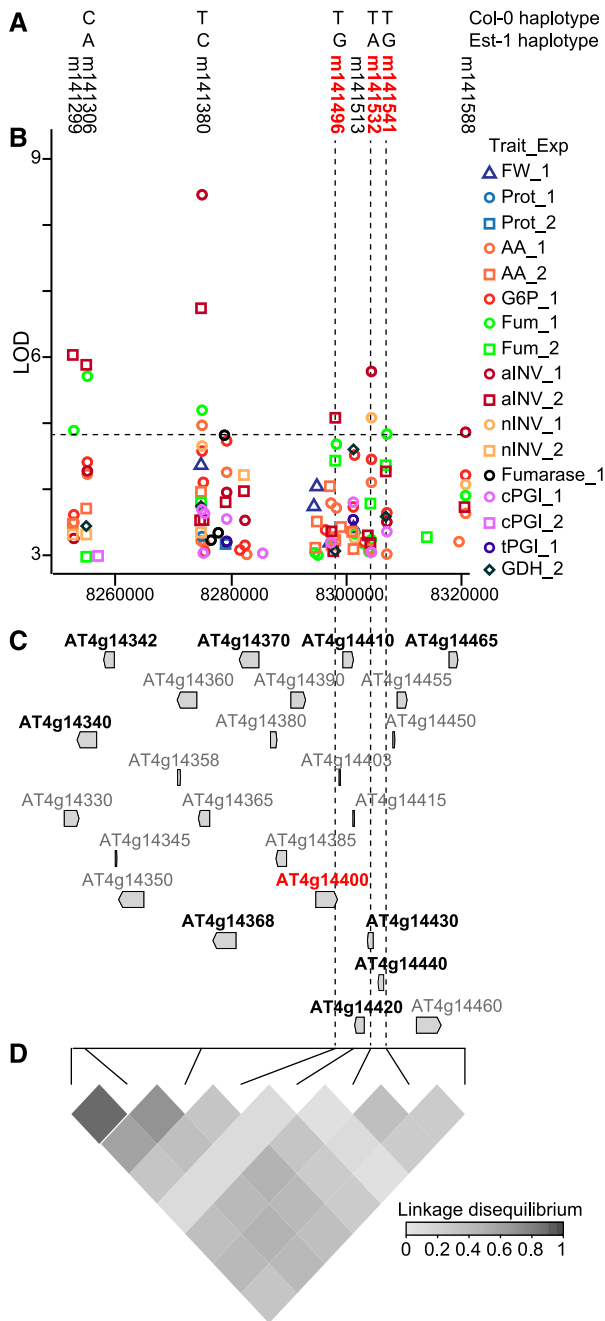 A
C T T T T Col-0 haplotype
A C G A G Est-1 haplotype
m141299
m141306
m141380
m141496
m141513
m141532
m141541
m141588
B
9
6
3
LOD
8260000 8280000 8300000 8320000
Trait_Exp
FW_1
Prot_1
Prot_2
AA_1
AA_2
G6P_1
Fum_1
Fum_2
aINV_1
aINV_2
nINV_1
nINV_2
Fumarase_1
cPGI_1
cPGI_2
tPGI_1
GDH_2
C
AT4g14342 AT4g14370 AT4g14410 AT4g14465
AT4g14360 AT4g14390 AT4g14455
AT4g14340 AT4g14380 AT4g14450
AT4g14358 AT4g14403
AT4g14330 AT4g14365 AT4g14415
AT4g14345 AT4g14385
AT4g14350 AT4g14400
AT4g14368 AT4g14430
AT4g14440
AT4g14420 AT4g14460
D
Linkage disequilibrium
0 0.2 0.4 0.6 0.8 1